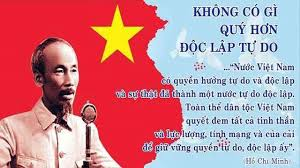 KHÔNG CÓ GÌ
QUÝ HƠN
ĐỘC LẬP TỰ DO
..."Nước Việt Nam
có quyền hưởng tự do và độc lập
và sự thật đã thành một nước tự do độc lập.
Toàn thể dân tộc Việt Nam
quyết đem tất cả tinh thần
và lực lượng, tính mạng và của cải
để giữ vững quyền tự do, độc lập ấy".
(Hồ Chí Minh)